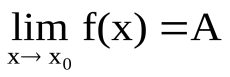 lim f(x) =A
x→ x₀